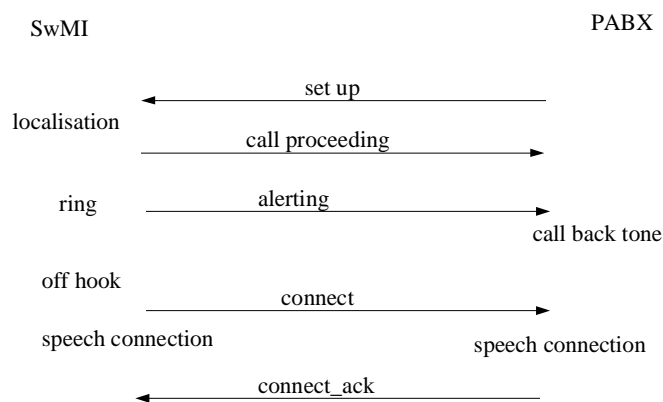 SwMI
PABX
set up
localisation
call proceeding
ring
alerting
call back tone
off hook
connect
speech connection
speech connection
connect_ack